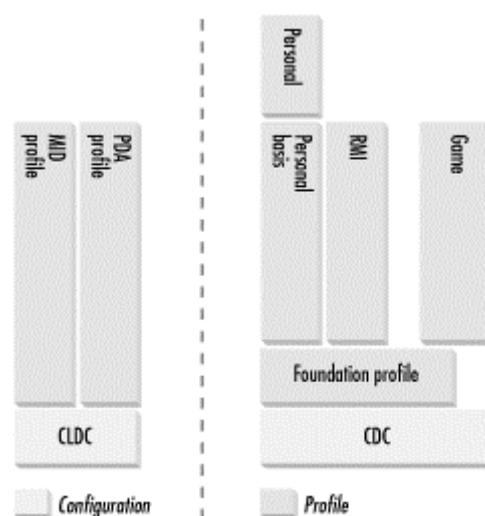 Personal
MID
profile
PDA
profile
Personal
basis
RMI
Game
Foundation profile
CLDC
CDC
Configuration
Profile